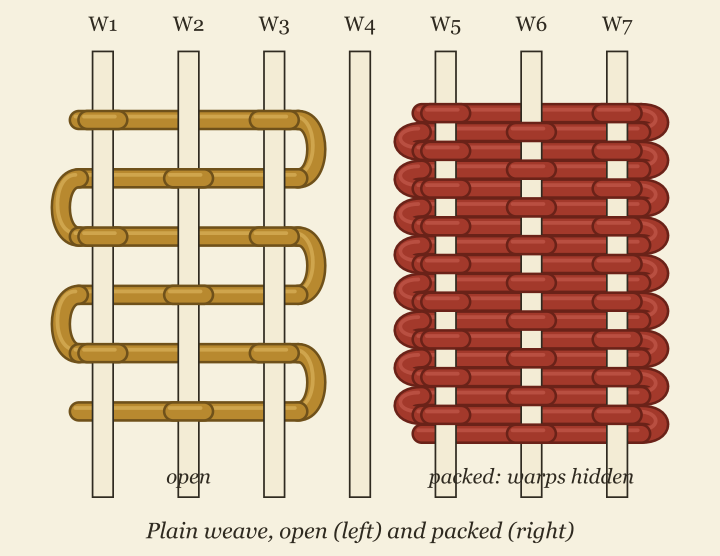 W1 W2 W3 W4 W5 W6 W7
open packed: warps hidden
Plain weave, open (left) and packed (right)